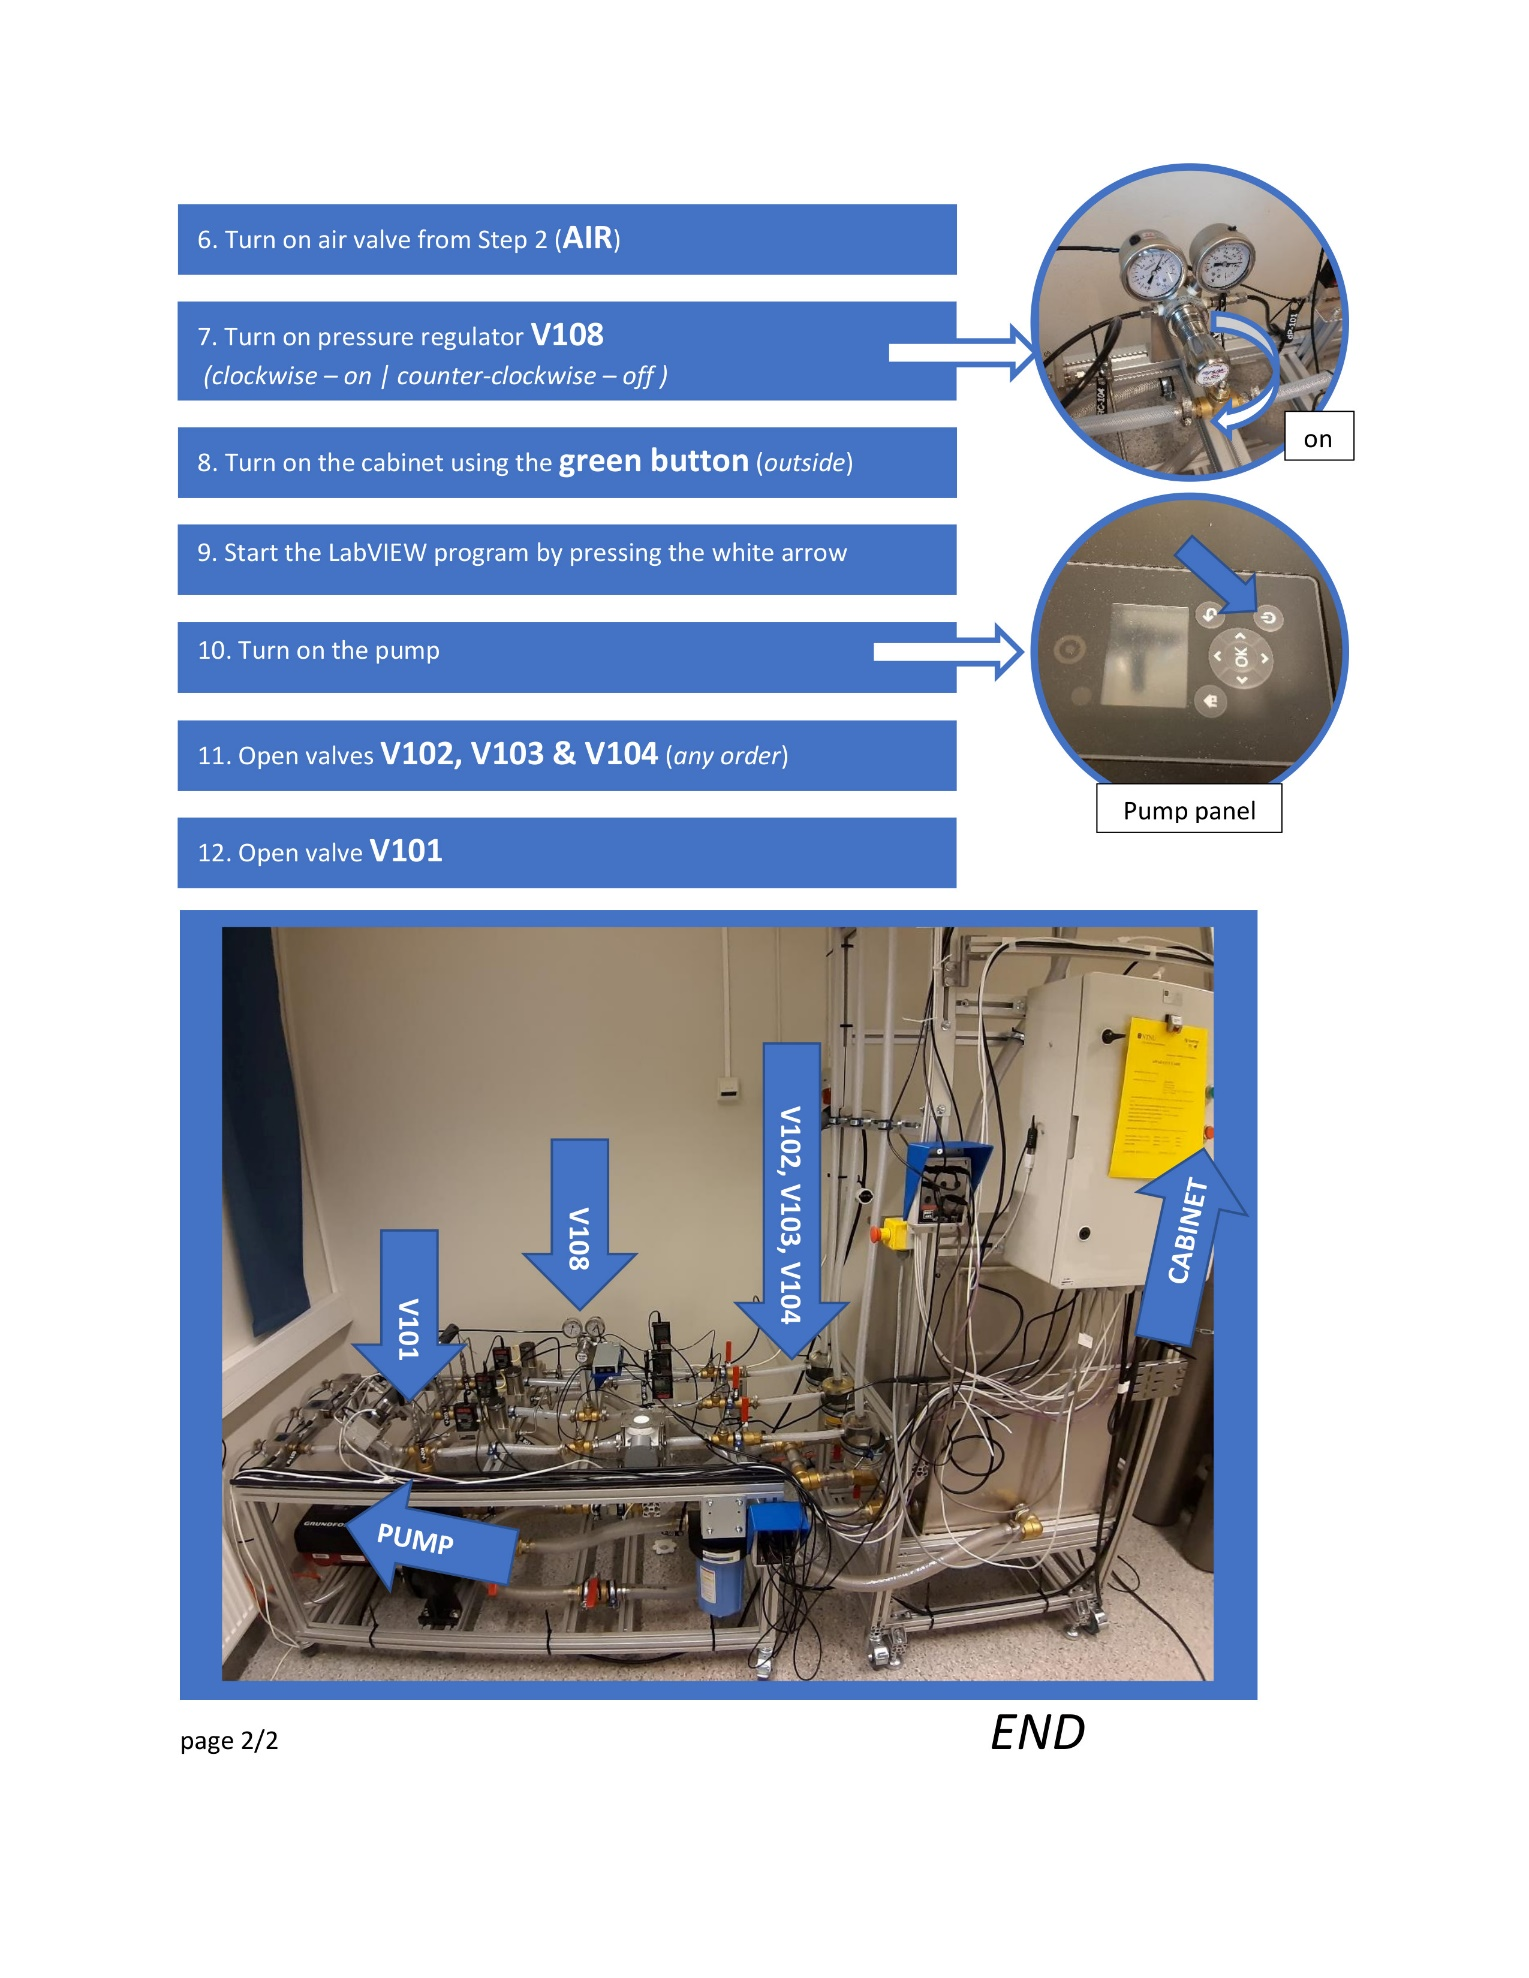 6. Turn on air valve from Step 2 (AIR)
7. Turn on pressure regulator V108
(clockwise – on | counter-clockwise – off )
on
8. Turn on the cabinet using the green button (outside)
9. Start the LabVIEW program by pressing the white arrow
10. Turn on the pump
OK
11. Open valves V102, V103 & V104 (any order)
Pump panel
12. Open valve V101
V101
V108
V102, V103, V104
CABINET
PUMP
page 2/2
END